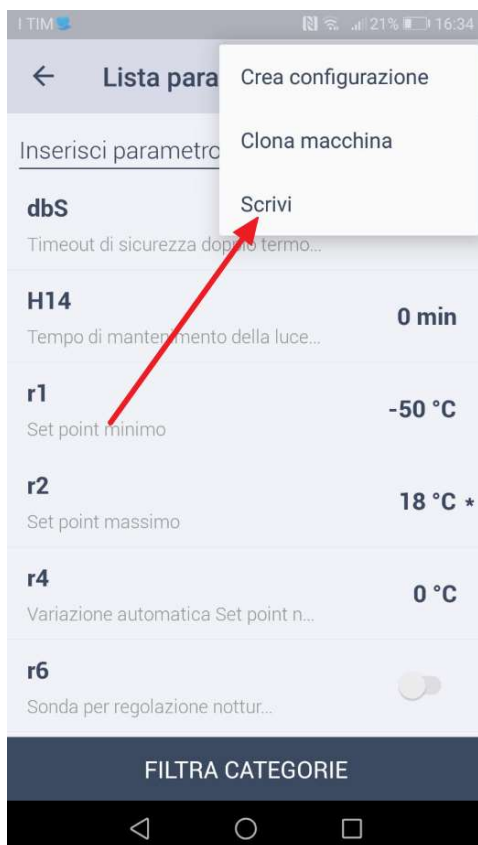 I TIM
21% 16:34
Lista para
Crea configurazione
Inserisci parametro
Clona macchina
Scrivi
dbS
Timeout di sicurezza doppio termo...
H14
0 min
Tempo di mantenimento della luce...
r1
-50 °C
Set point minimo
r2
18 °C *
Set point massimo
r4
0 °C
Variazione automatica Set point n...
r6
Sonda per regolazione nottur...
FILTRA CATEGORIE